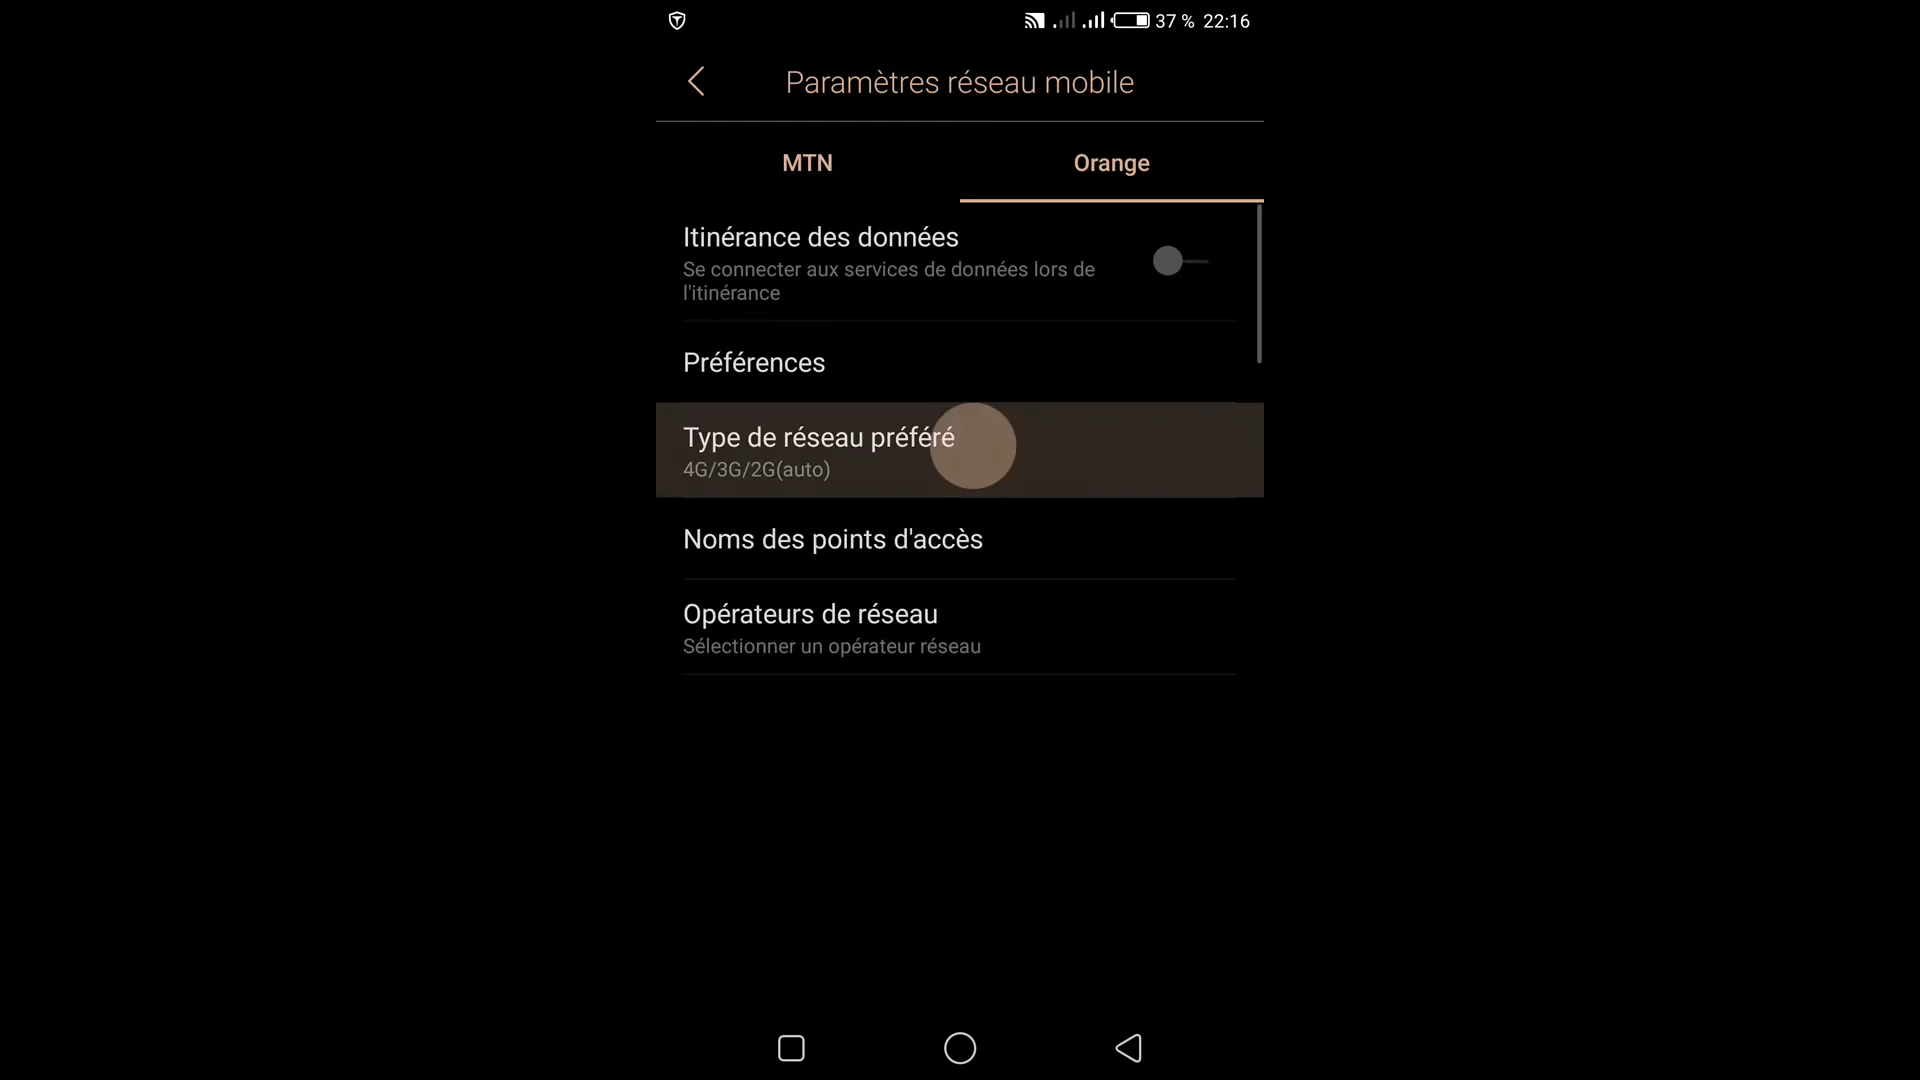 37 % 22:16
Paramètres réseau mobile
MTN
Orange
Itinérance des données
Se connecter aux services de données lors de
l'itinérance
Préférences
Type de réseau préféré
4G/3G/2G(auto)
Noms des points d'accès
Opérateurs de réseau
Sélectionner un opérateur réseau